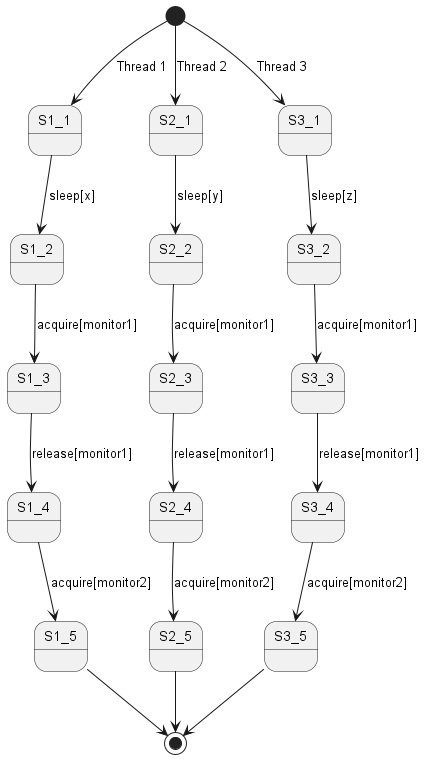 Thread 1
Thread 2
Thread 3
S1_1
S2_1
S3_1
sleep[x]
sleep[y]
sleep[z]
S1_2
S2_2
S3_2
acquire[monitor1]
acquire[monitor1]
acquire[monitor1]
S1_3
S2_3
S3_3
release[monitor1]
release[monitor1]
release[monitor1]
S1_4
S2_4
S3_4
acquire[monitor2]
acquire[monitor2]
acquire[monitor2]
S1_5
S2_5
S3_5